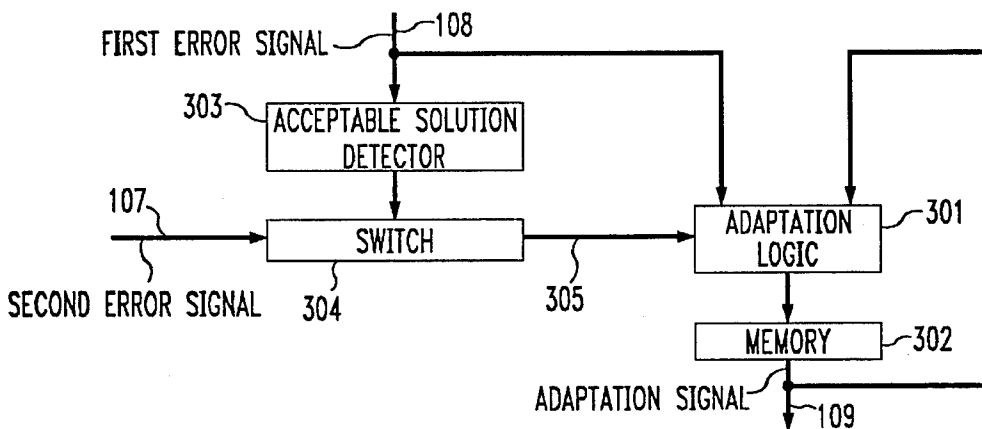 108
FIRST ERROR SIGNAL
303
ACCEPTABLE SOLUTION
DETECTOR
107
SWITCH
304
SECOND ERROR SIGNAL
305
ADAPTATION
LOGIC
301
MEMORY
302
ADAPTATION SIGNAL
109